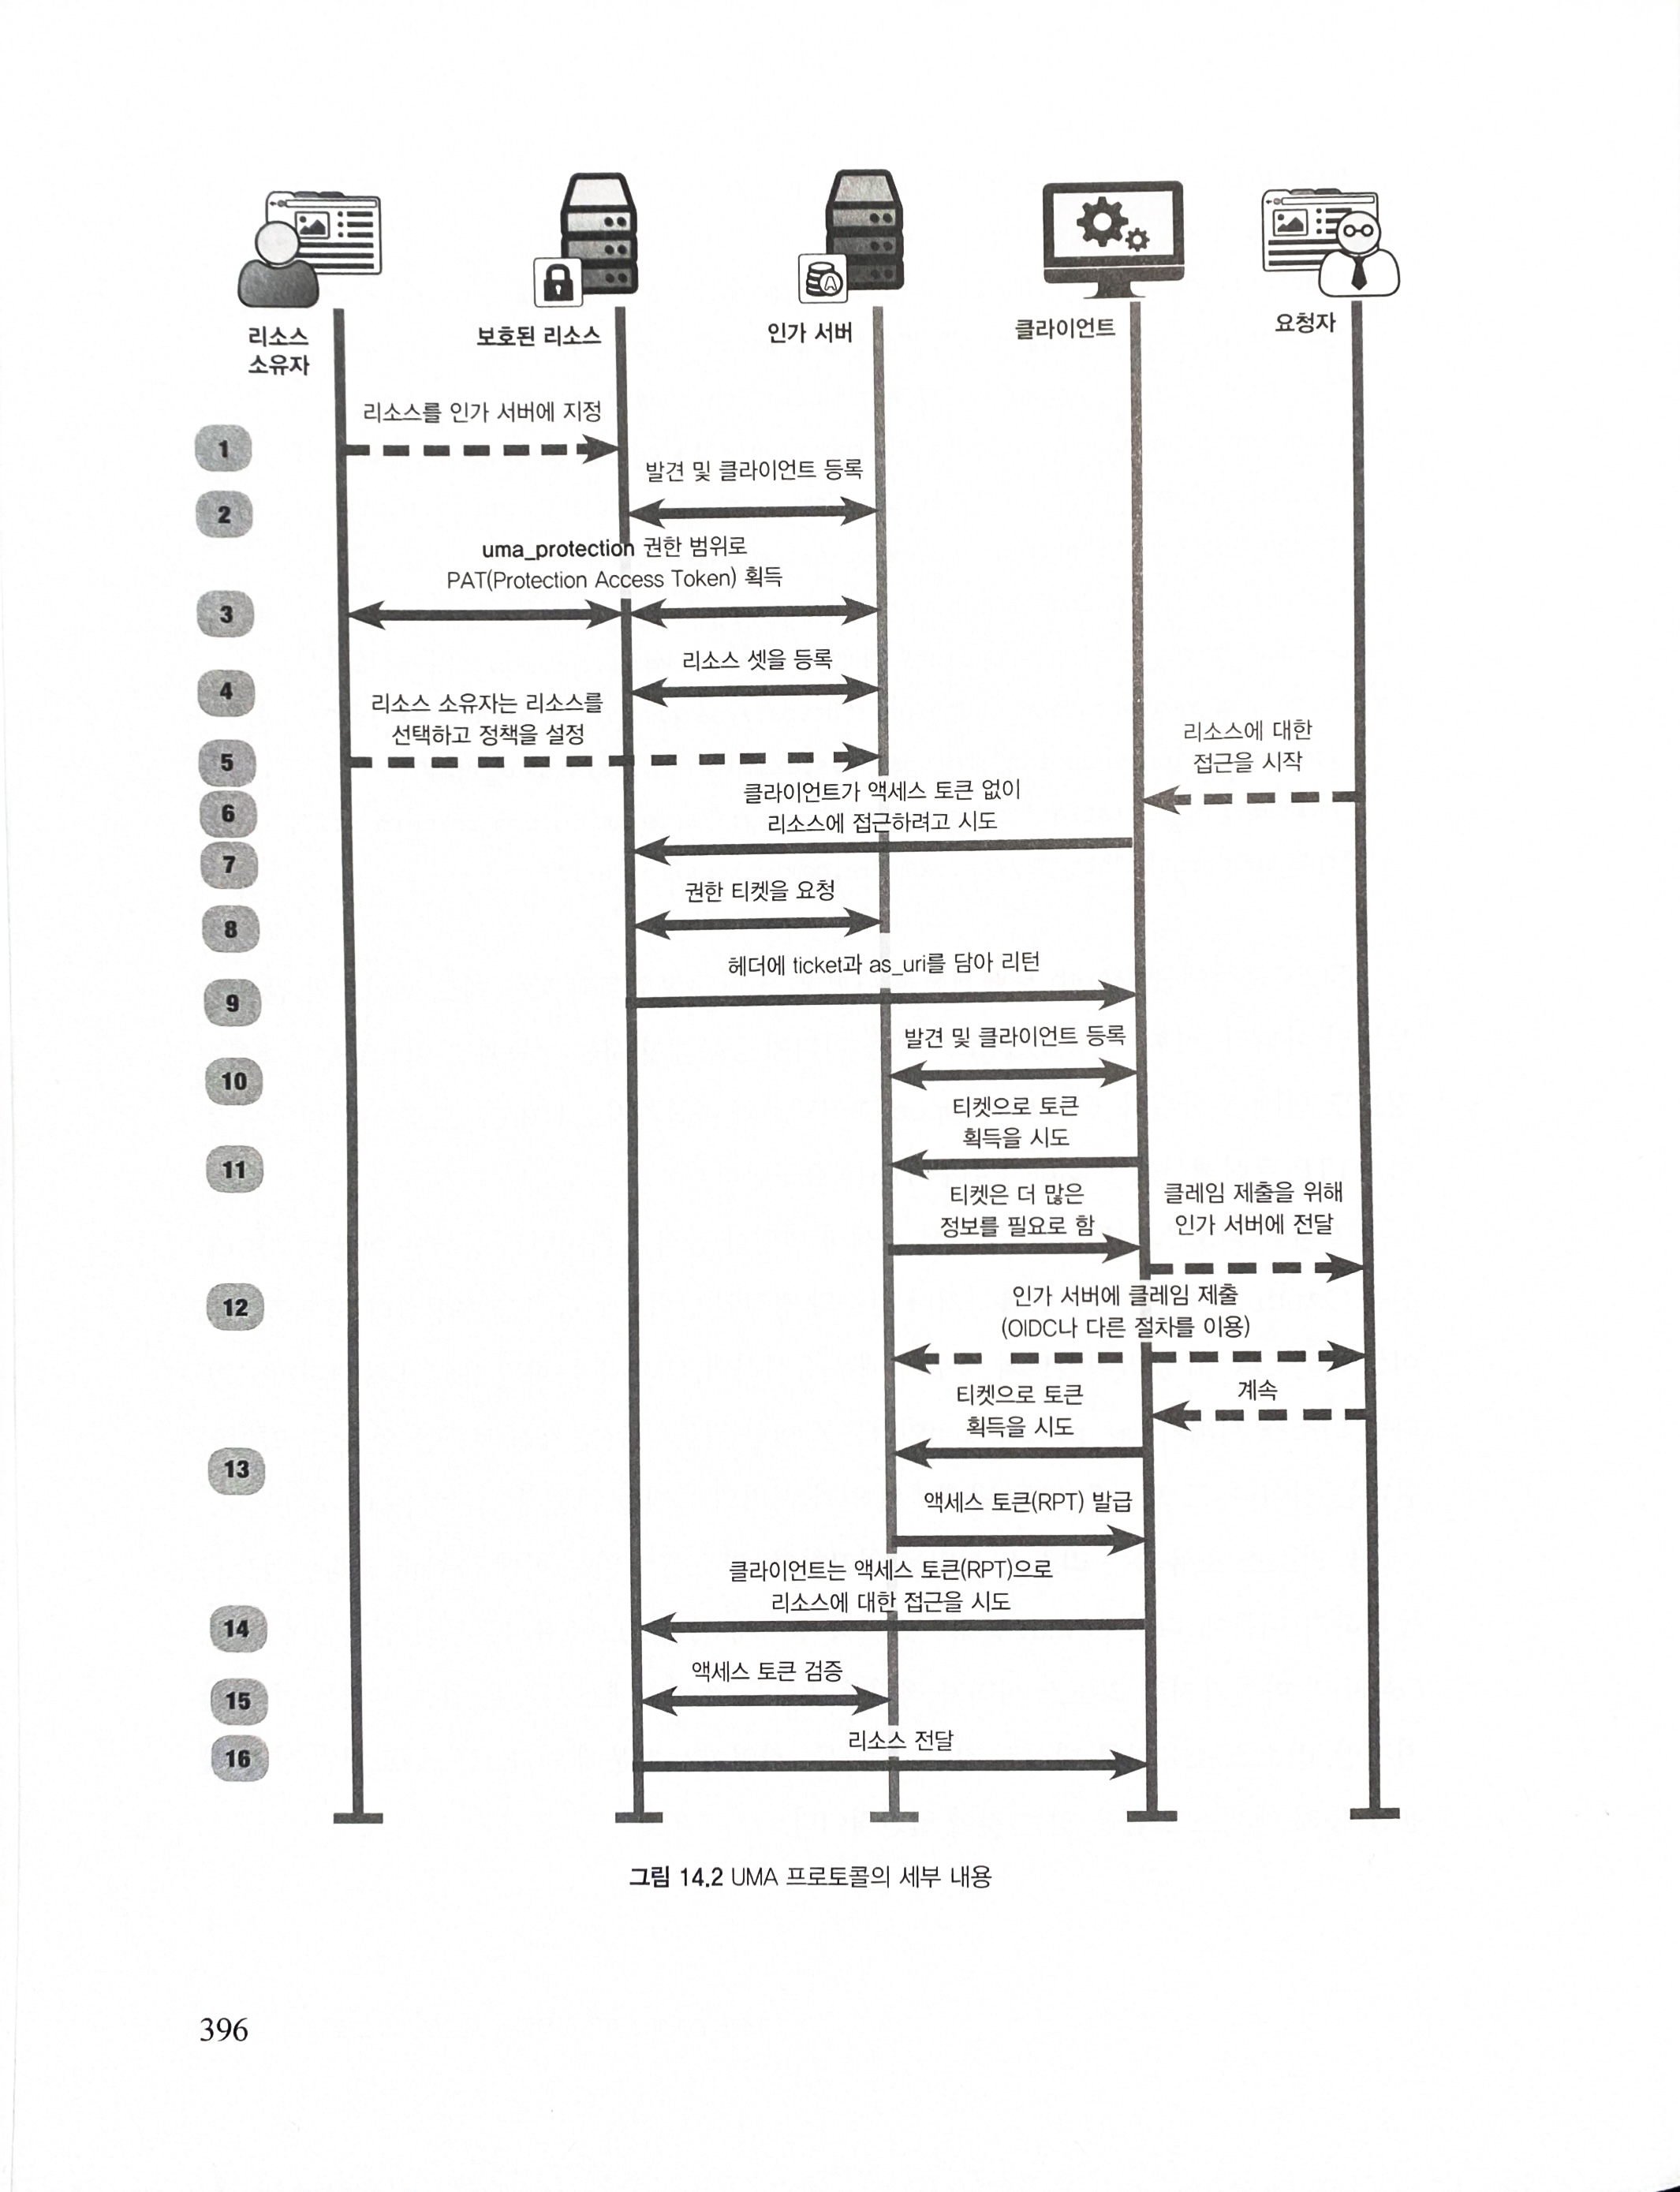 리소스
소유자
보호된 리소스
인가 서버
클라이언트
요청자
리소스를 인가 서버에 지정
1
발견 및 클라이언트 등록
2
uma_protection 권한 범위로
PAT(Protection Access Token) 획득
3
리소스 셋을 등록
4
리소스 소유자는 리소스를
선택하고 정책을 설정
5
리소스에 대한
접근을 시작
6
클라이언트가 액세스 토큰 없이
리소스에 접근하려고 시도
7
권한 티켓을 요청
8
헤더에 ticket과 as_uri를 담아 리턴
9
발견 및 클라이언트 등록
10
티켓으로 토큰
획득을 시도
11
티켓은 더 많은
정보를 필요로 함
클레임 제출을 위해
인가 서버에 전달
12
인가 서버에 클레임 제출
(OIDC나 다른 절차를 이용)
계속
티켓으로 토큰
획득을 시도
13
액세스 토큰(RPT) 발급
클라이언트는 액세스 토큰(RPT)으로
리소스에 대한 접근을 시도
14
액세스 토큰 검증
15
리소스 전달
16
그림 14.2 UMA 프로토콜의 세부 내용
396